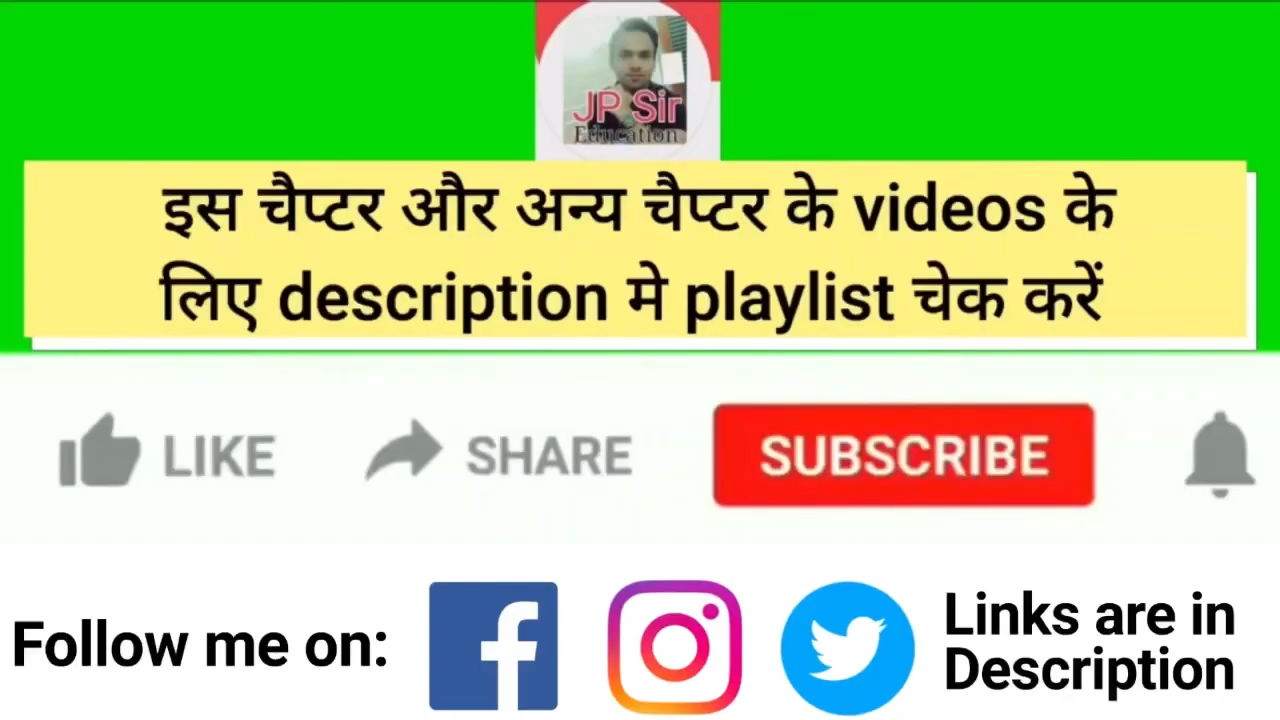 JP Sir
Education
इस चैप्टर और अन्य चैप्टर के videos के
लिए description मे playlist चेक करें
LIKE
SHARE
SUBSCRIBE
Follow me on:
Links are in
Description